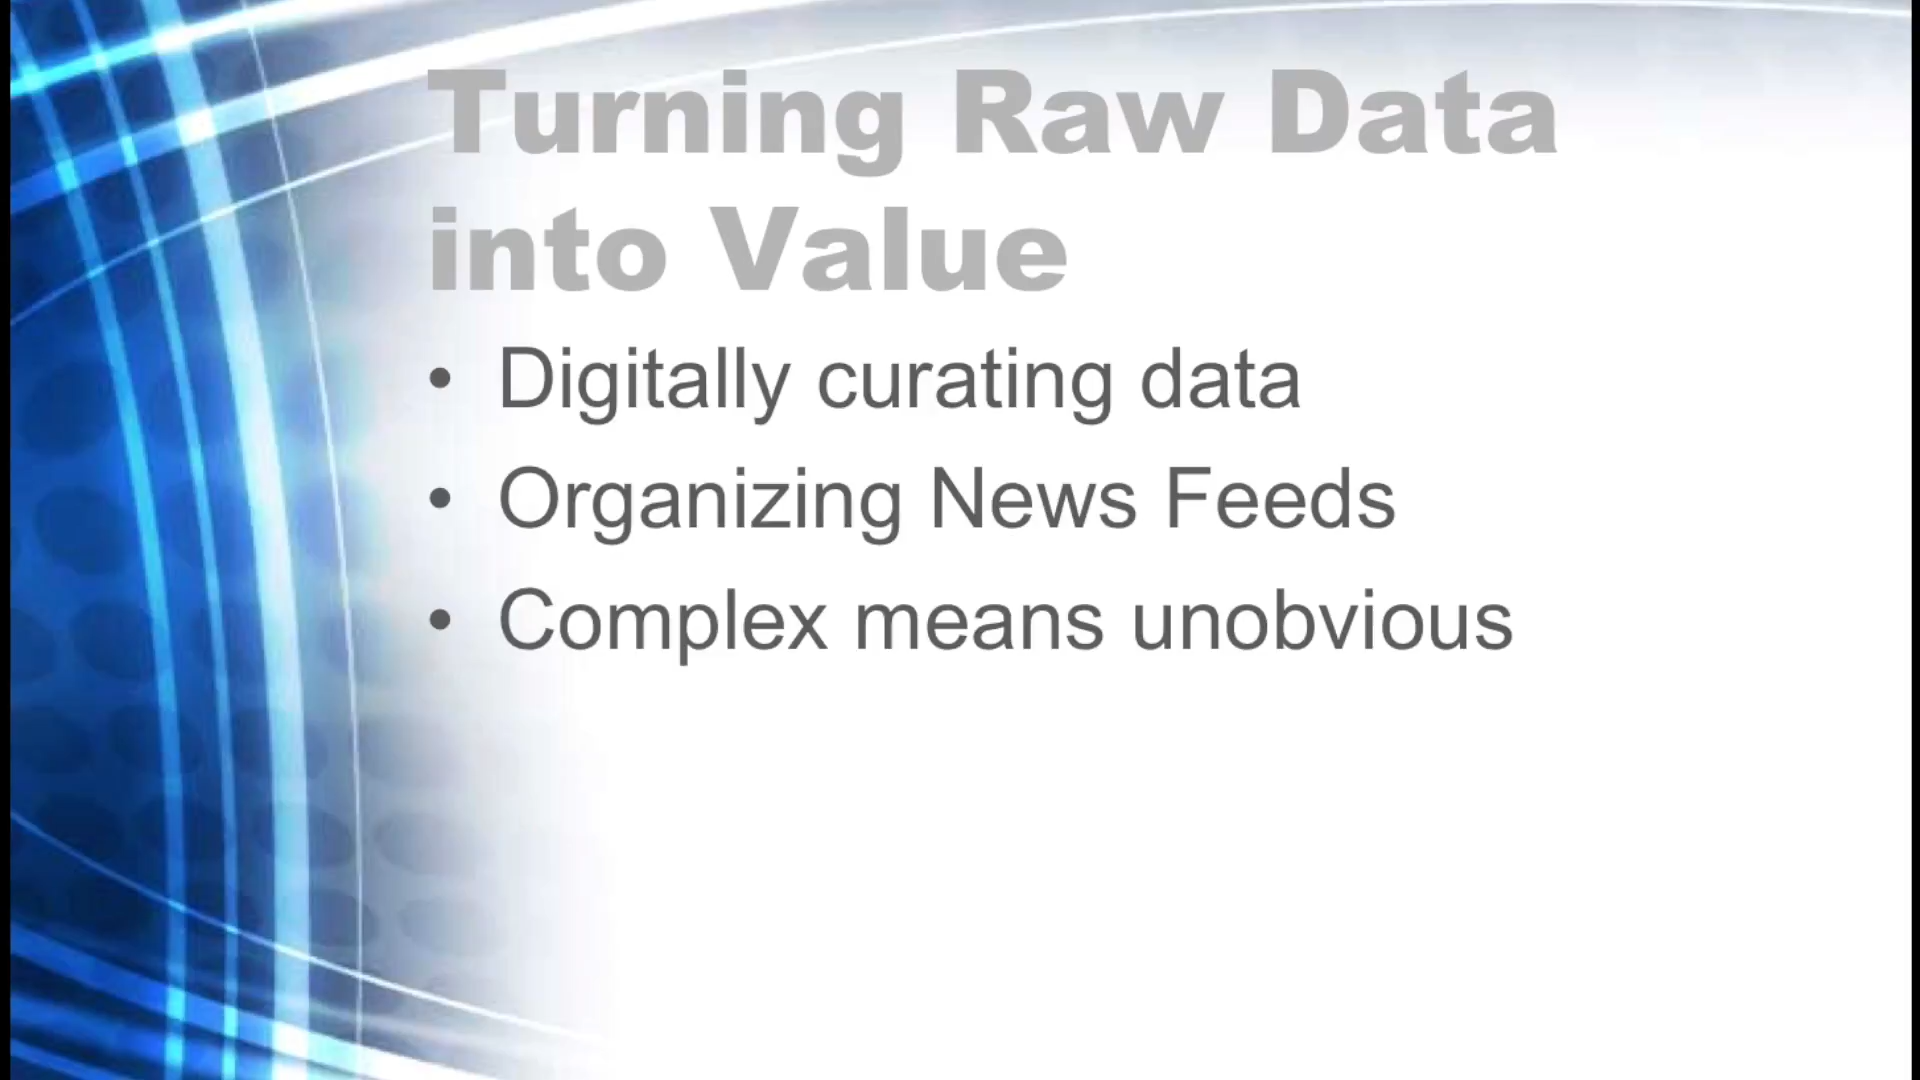 Turning Raw Data
into Value
• Digitally curating data
• Organizing News Feeds
• Complex means unobvious